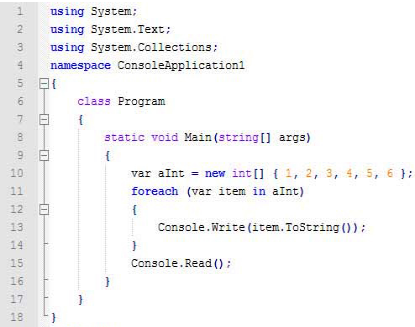 1 using System;
2 using System.Text;
3 using System.Collections;
4 namespace ConsoleApplication1
5 {
6 class Program
7 {
8 static void Main(string[] args)
9 {
10 var aInt = new int[] { 1, 2, 3, 4, 5, 6 };
11 foreach (var item in aInt)
12 {
13 Console.Write(item.ToString());
14 }
15 Console.Read();
16 }
17 }
18 }